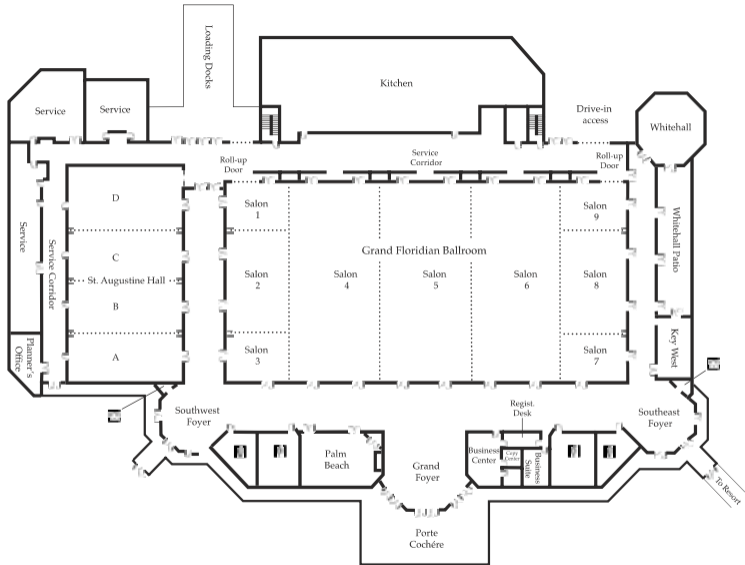 Loading Docks
Kitchen
Service
Service
Drive-in
access
Whitehall
Roll-up
Door
Service
Corridor
Roll-up
Door
D
C
St. Augustine Hall
B
A
Service
Service Corridor
Planner's
Office
Salon
1
Salon
2
Salon
3
Grand Floridian Ballroom
Salon
4
Salon
5
Salon
6
Salon
9
Salon
8
Salon
7
Whitehall Patio
Key West
Southwest
Foyer
Regist.
Desk
Southeast
Foyer
Palm
Beach
Grand
Foyer
Business
Center
Copy
Center
Business
Suite
To Resort
Porte
Cochére